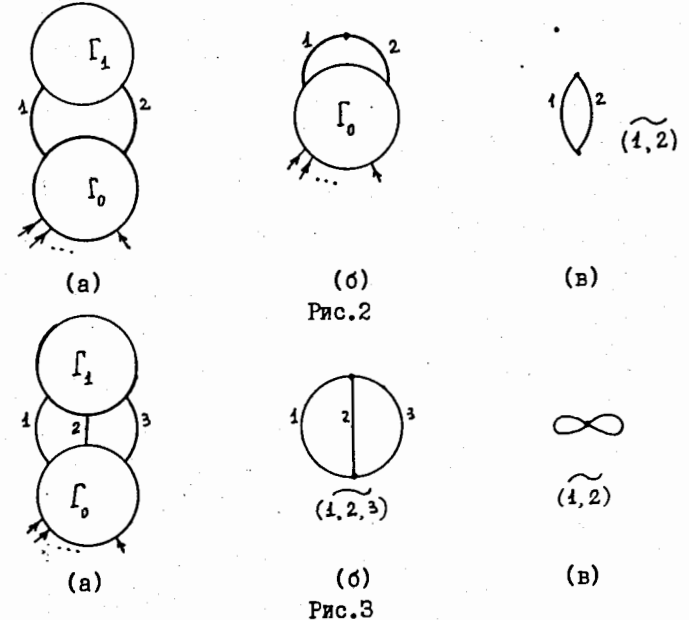 Γ₁
1 2
Γ₀
...
(а)
1 2
Γ₀
...
(б)
1 2
(1,2)
(в)
Рис.2
Γ₁
1 2 3
Γ₀
...
(а)
1 2 3
(1,2,3)
(б)
(1,2)
(в)
Рис.3